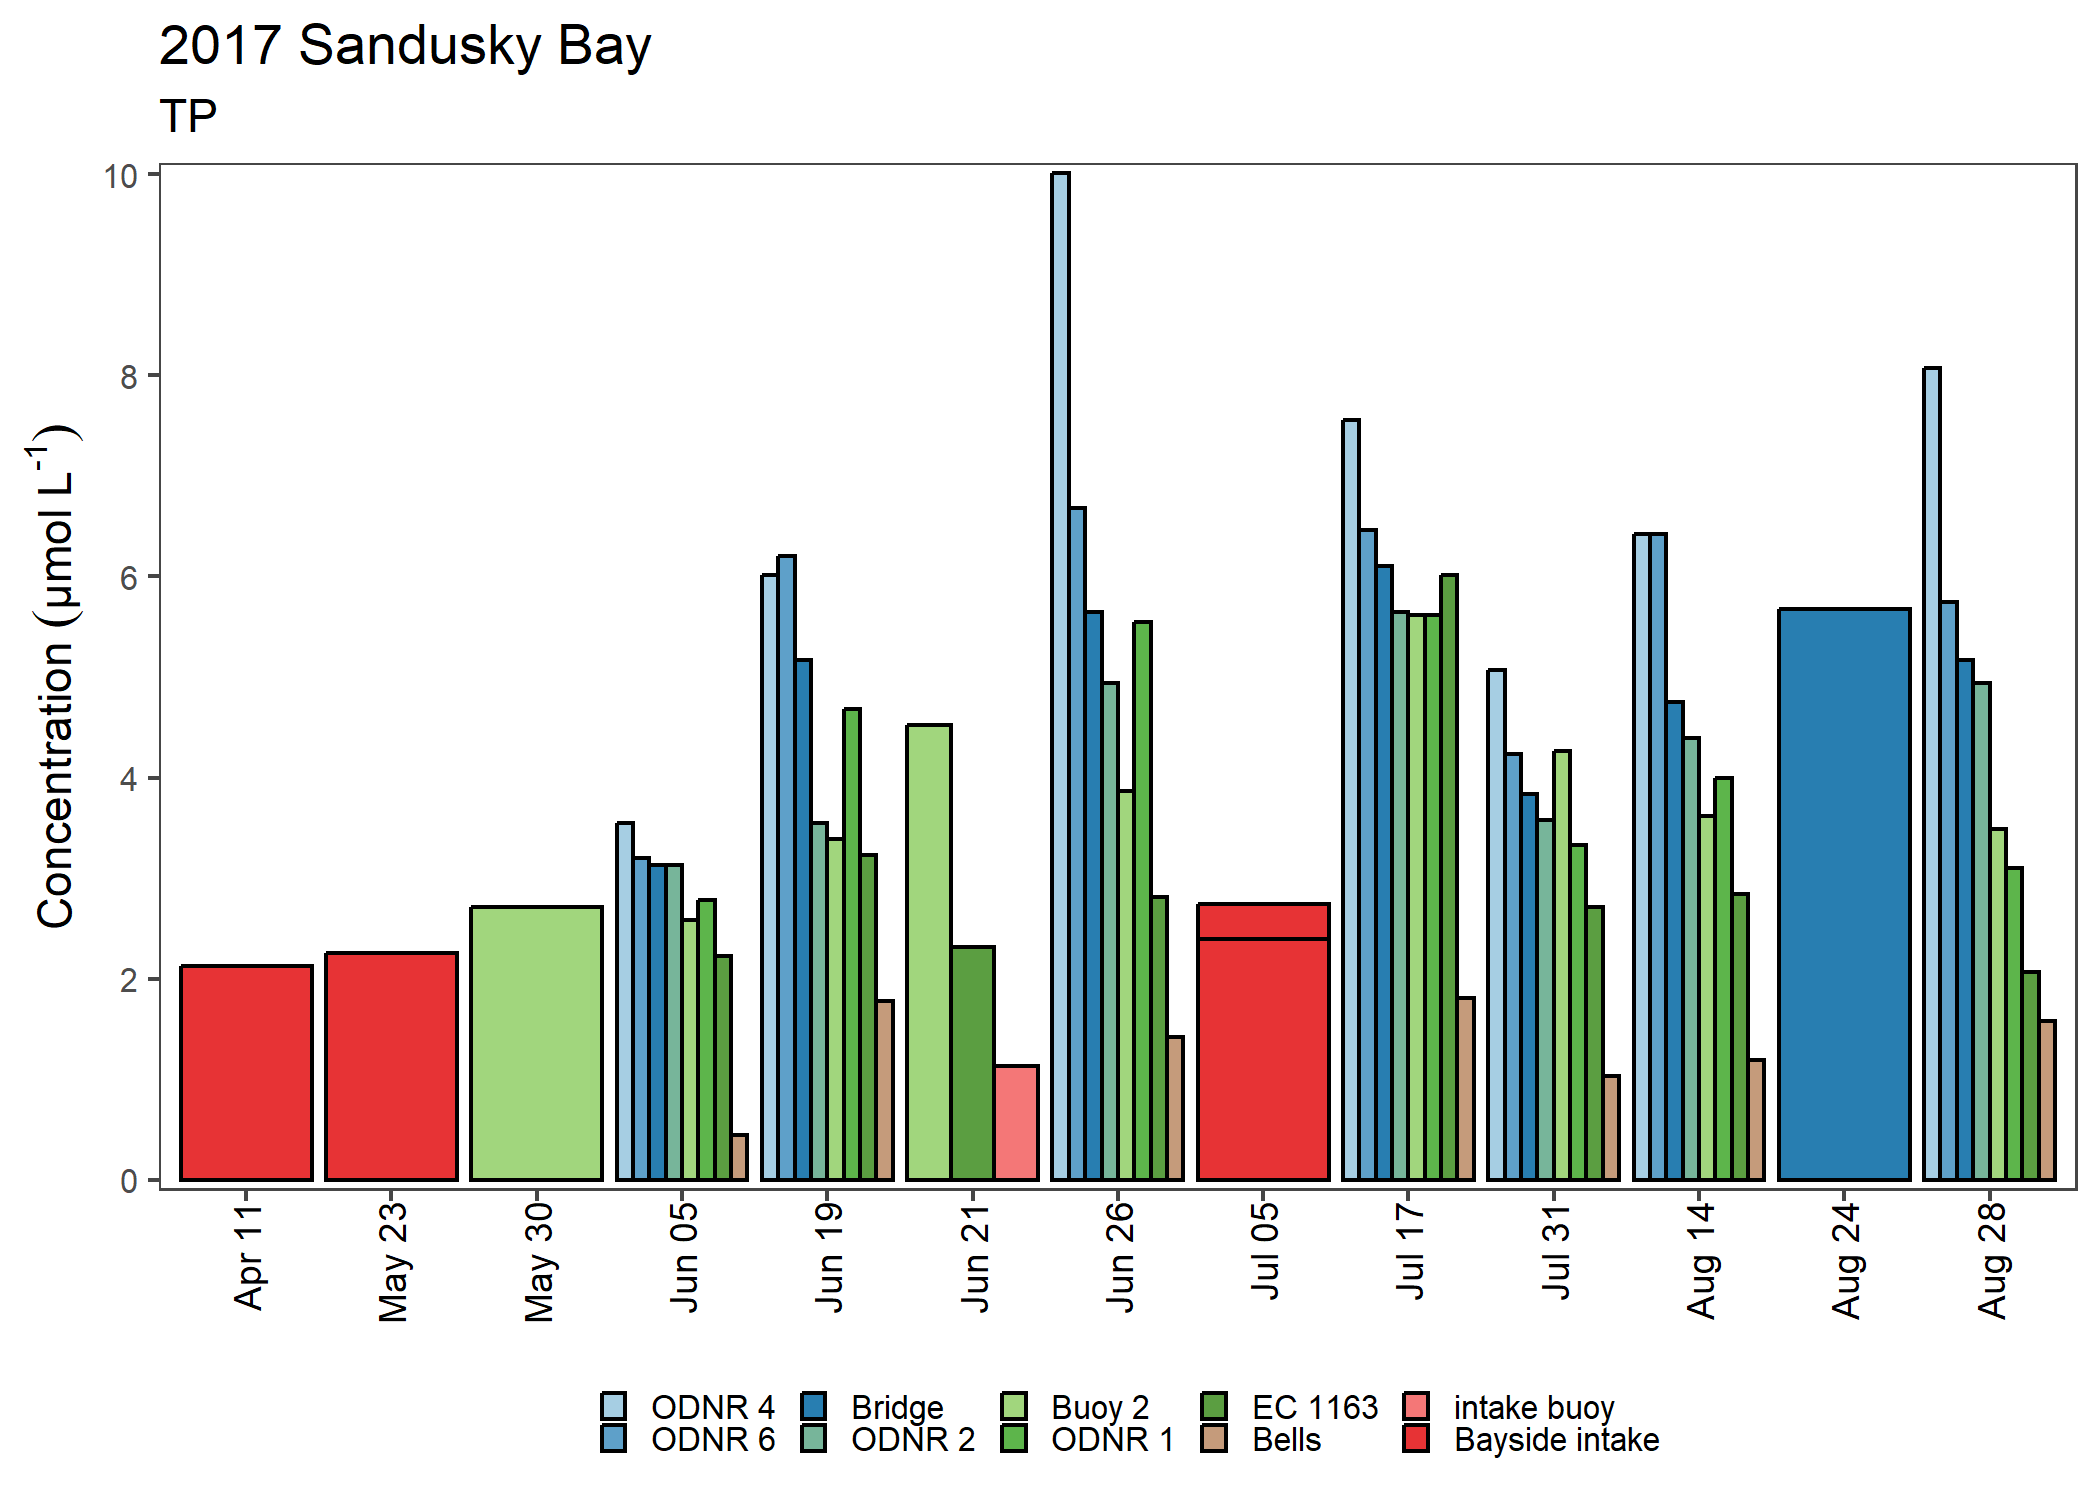 2017 Sandusky Bay
TP
Concentration (μmol L⁻¹)
10
8
6
4
2
0
Apr 11
May 23
May 30
Jun 05
Jun 19
Jun 21
Jun 26
Jul 05
Jul 17
Jul 31
Aug 14
Aug 24
Aug 28
ODNR 4 Bridge Buoy 2 EC 1163 intake buoy
ODNR 6 ODNR 2 ODNR 1 Bells Bayside intake